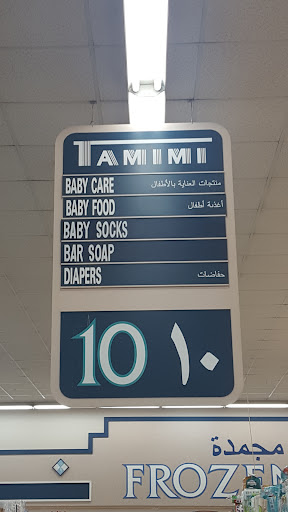 TAMIMI
BABY CARE منتجات العناية بالأطفال
BABY FOOD أغذية أطفال
BABY SOCKS
BAR SOAP
DIAPERS حفاضات
10 ١٠
مجمدة
FROZEN